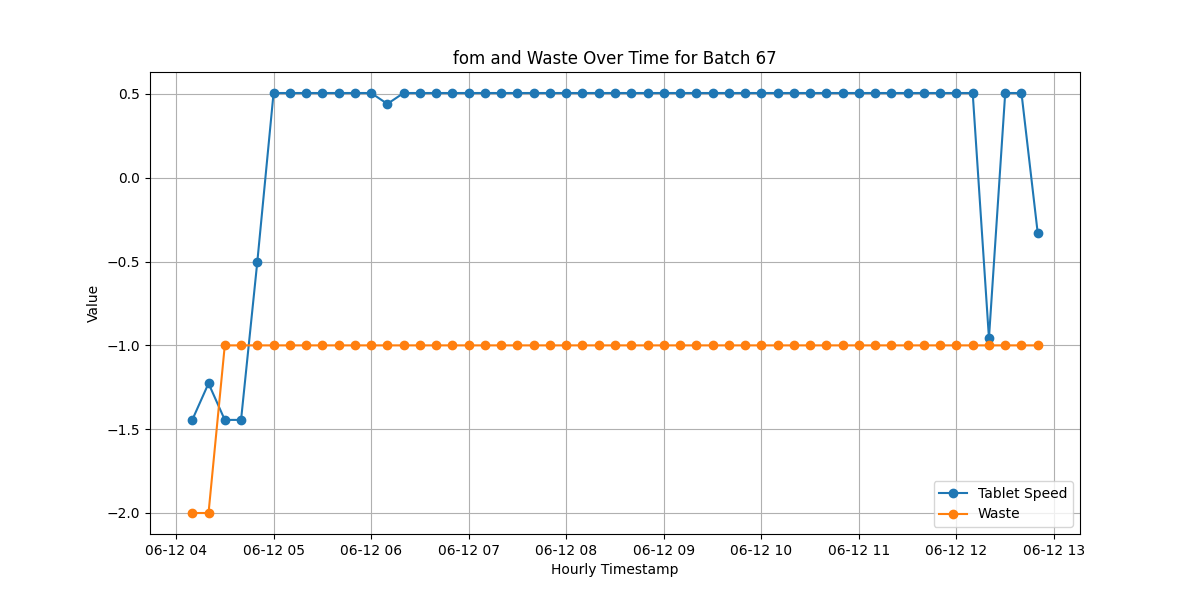 fom and Waste Over Time for Batch 67
Value
0.5
0.0
−0.5
−1.0
−1.5
−2.0
Tablet Speed
Waste
06-12 04 06-12 05 06-12 06 06-12 07 06-12 08 06-12 09 06-12 10 06-12 11 06-12 12 06-12 13
Hourly Timestamp